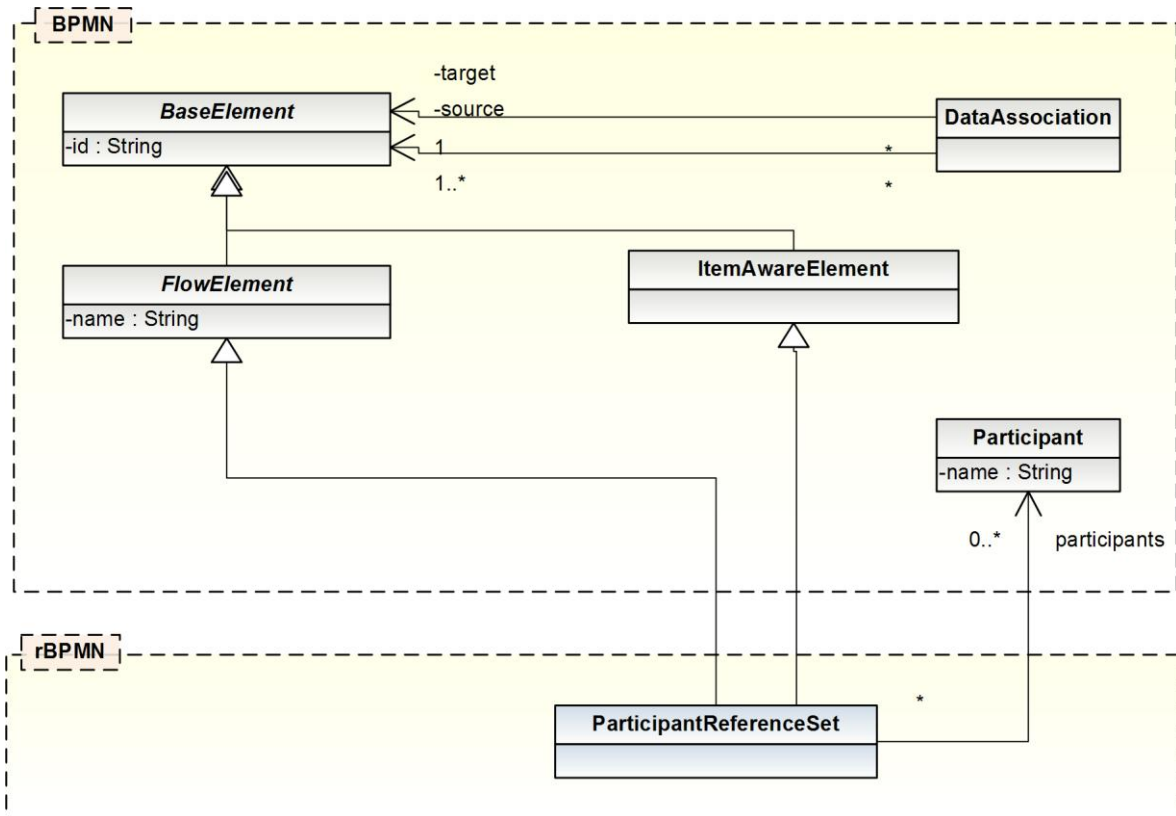 BPMN
-target
BaseElement
-source
DataAssociation
-id : String
1
*
1..*
*
FlowElement
ItemAwareElement
-name : String
Participant
-name : String
0..*
participants
rBPMN
*
ParticipantReferenceSet